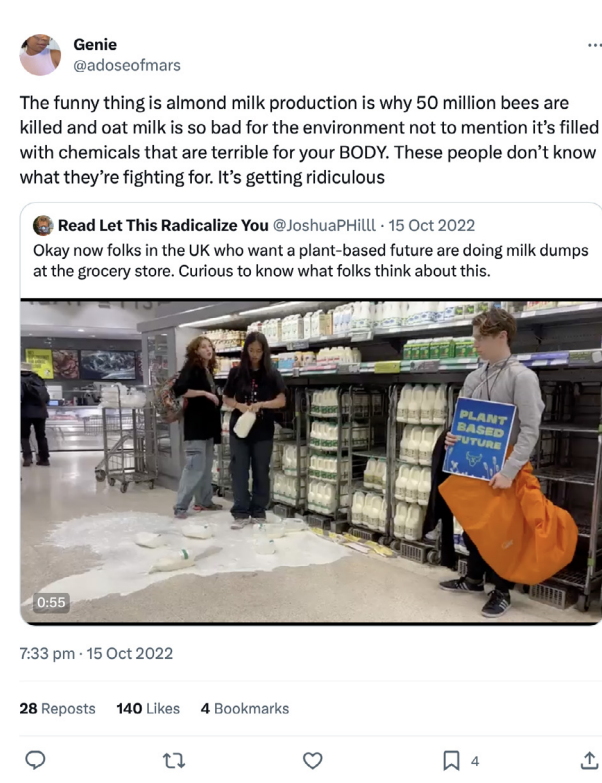 Genie
@adoseofmars
The funny thing is almond milk production is why 50 million bees are
killed and oat milk is so bad for the environment not to mention it’s filled
with chemicals that are terrible for your BODY. These people don’t know
what they’re fighting for. It’s getting ridiculous
Read Let This Radicalize You @JoshuaPHilll · 15 Oct 2022
Okay now folks in the UK who want a plant-based future are doing milk dumps
at the grocery store. Curious to know what folks think about this.
PLANT
BASED
FUTURE
0:55
7:33 pm · 15 Oct 2022
28 Reposts 140 Likes 4 Bookmarks
4